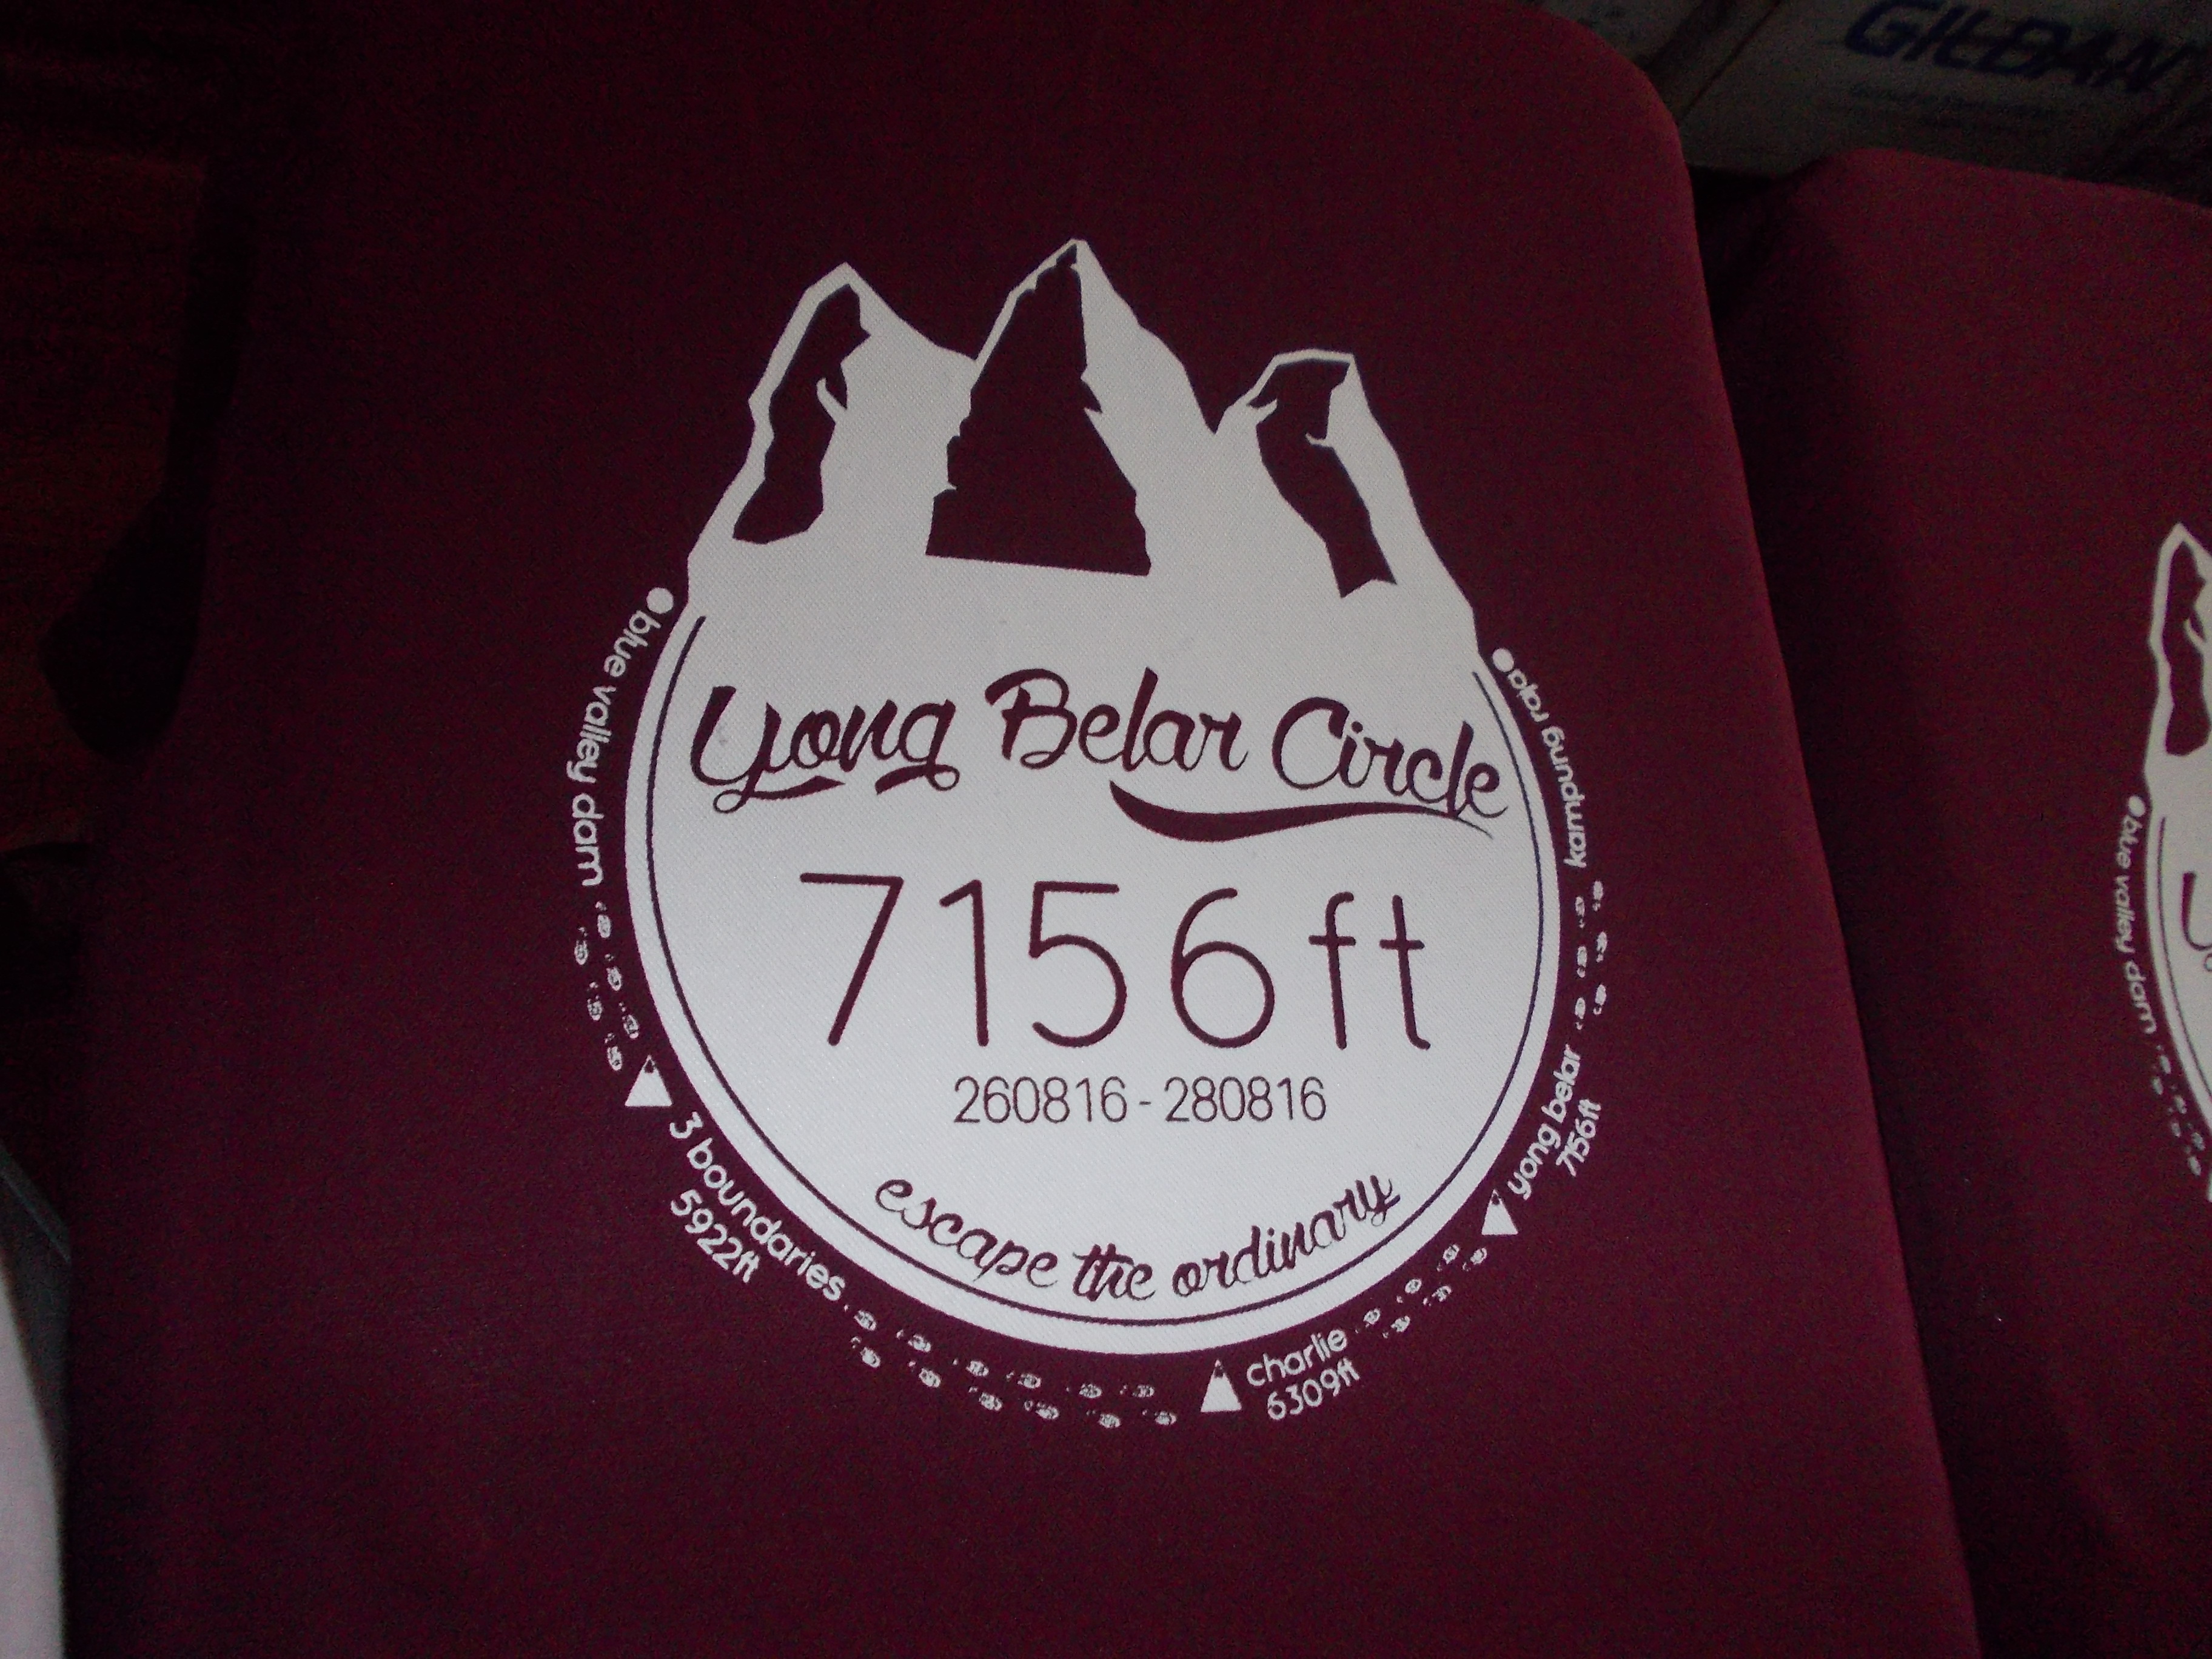 GILDAN
Yong Belar Circle
7156ft
260816 - 280816
escape the ordinary
blue valley dam
3 boundaries
5922ft
charlie
6309ft
yong belar
7156ft
kampung raja
blue valley dam